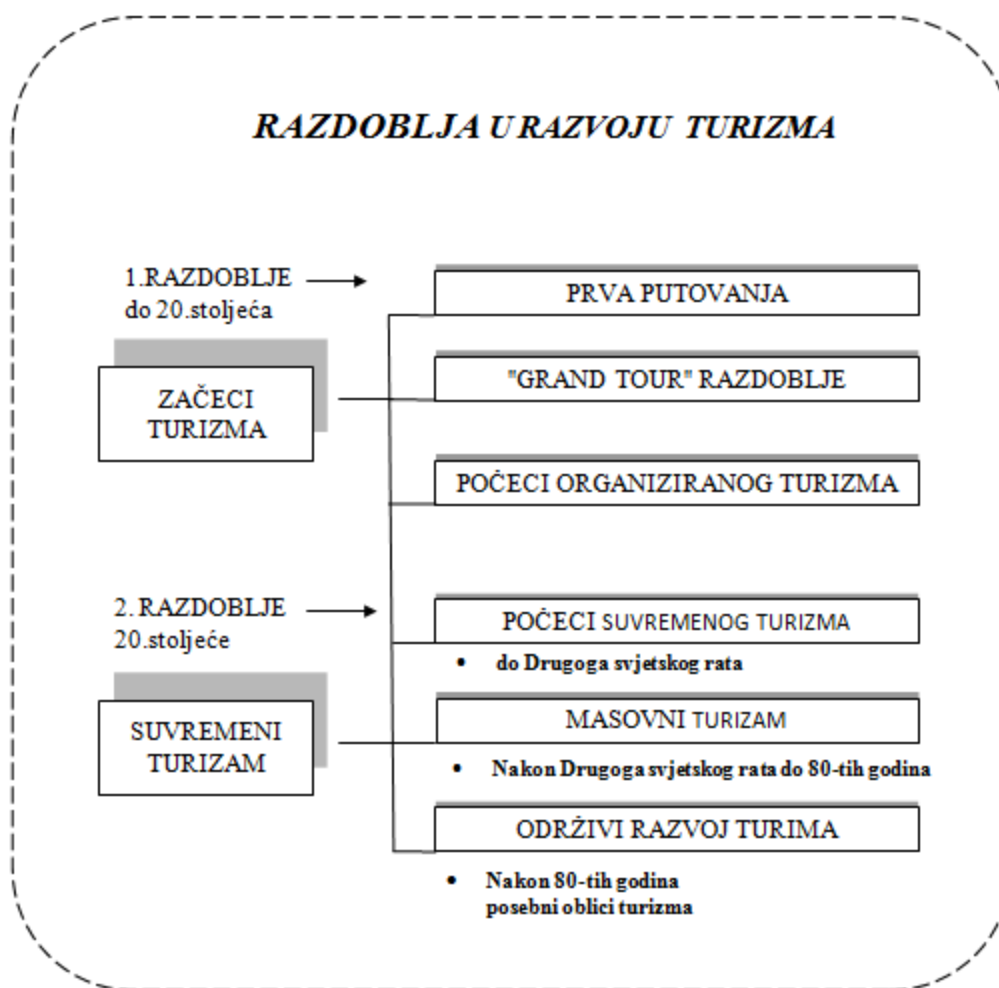 RAZDOBLJA U RAZVOJU TURIZMA
1.RAZDOBLJE
do 20.stoljeća
ZAČECI
TURIZMA
PRVA PUTOVANJA
"GRAND TOUR" RAZDOBLJE
POČECI ORGANIZIRANOG TURIZMA
2. RAZDOBLJE
20.stoljeće
SUVREMENI
TURIZAM
POČECI SUVREMENOG TURIZMA
• do Drugoga svjetskog rata
MASOVNI TURIZAM
• Nakon Drugoga svjetskog rata do 80-tih godina
ODRŽIVI RAZVOJ TURIMA
• Nakon 80-tih godina
posebni oblici turizma